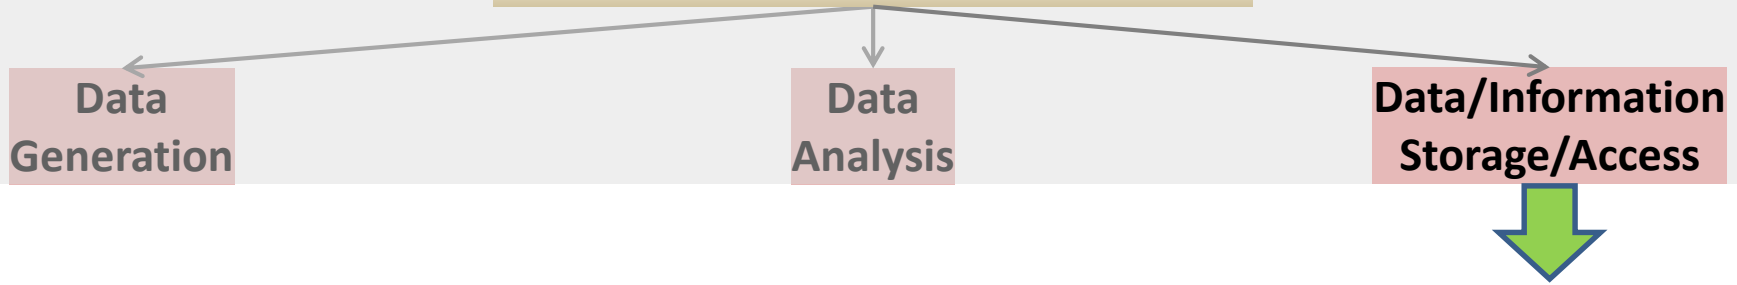 Data
Generation
Data
Analysis
Data/Information
Storage/Access